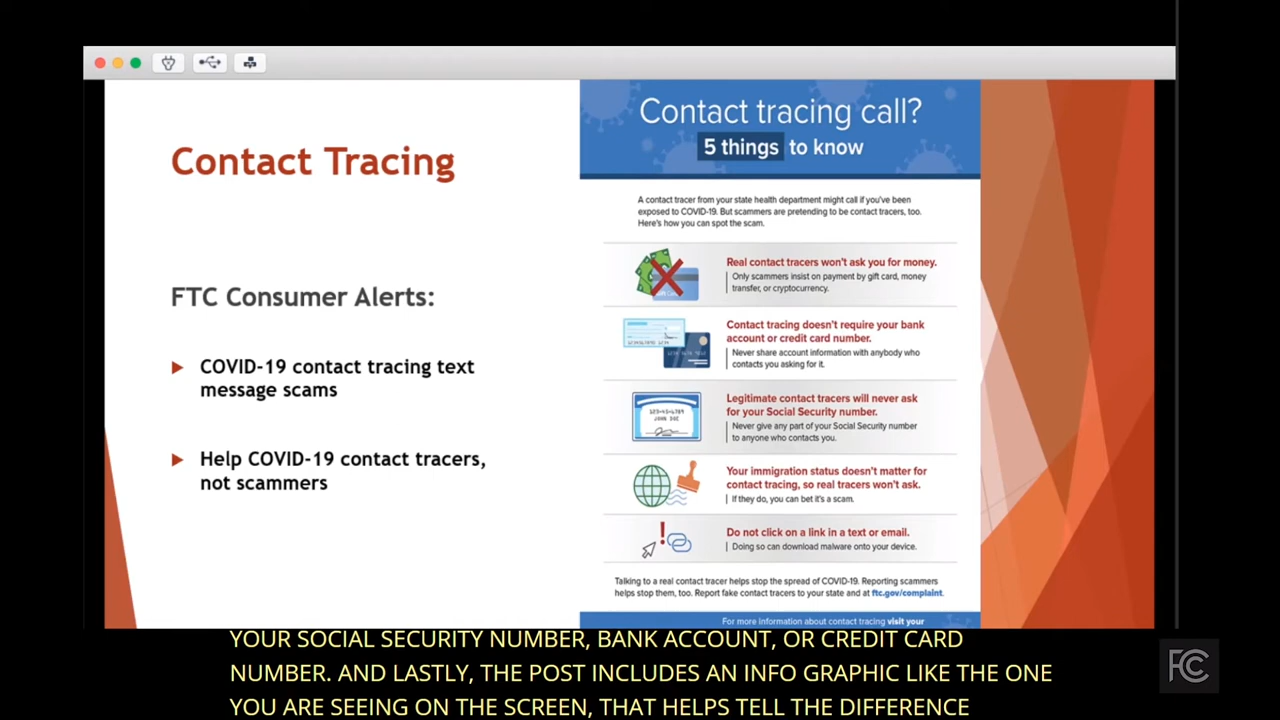 Contact Tracing
FTC Consumer Alerts:
COVID-19 contact tracing text
message scams
Help COVID-19 contact tracers,
not scammers
Contact tracing call?
5 things to know
A contact tracer from your state health department might call if you've been
exposed to COVID-19. But scammers are pretending to be contact tracers, too.
Here's how you can spot the scam.
Real contact tracers won't ask you for money.
Only scammers insist on payment by gift card, money
transfer, or cryptocurrency.
Contact tracing doesn't require your bank
account or credit card number.
Never share account information with anybody who
contacts you asking for it.
Legitimate contact tracers will never ask
for your Social Security number.
Never give any part of your Social Security number
to anyone who contacts you.
Your immigration status doesn't matter for
contact tracing, so real tracers won't ask.
If they do, you can bet it's a scam.
Do not click on a link in a text or email.
Doing so can download malware onto your device.
Talking to a real contact tracer helps stop the spread of COVID-19. Reporting scammers
helps stop them, too. Report fake contact tracers to your state and at ftc.gov/complaint.
For more information about contact tracing visit your
YOUR SOCIAL SECURITY NUMBER, BANK ACCOUNT, OR CREDIT CARD
NUMBER. AND LASTLY, THE POST INCLUDES AN INFO GRAPHIC LIKE THE ONE
YOU ARE SEEING ON THE SCREEN, THAT HELPS TELL THE DIFFERENCE
FCC